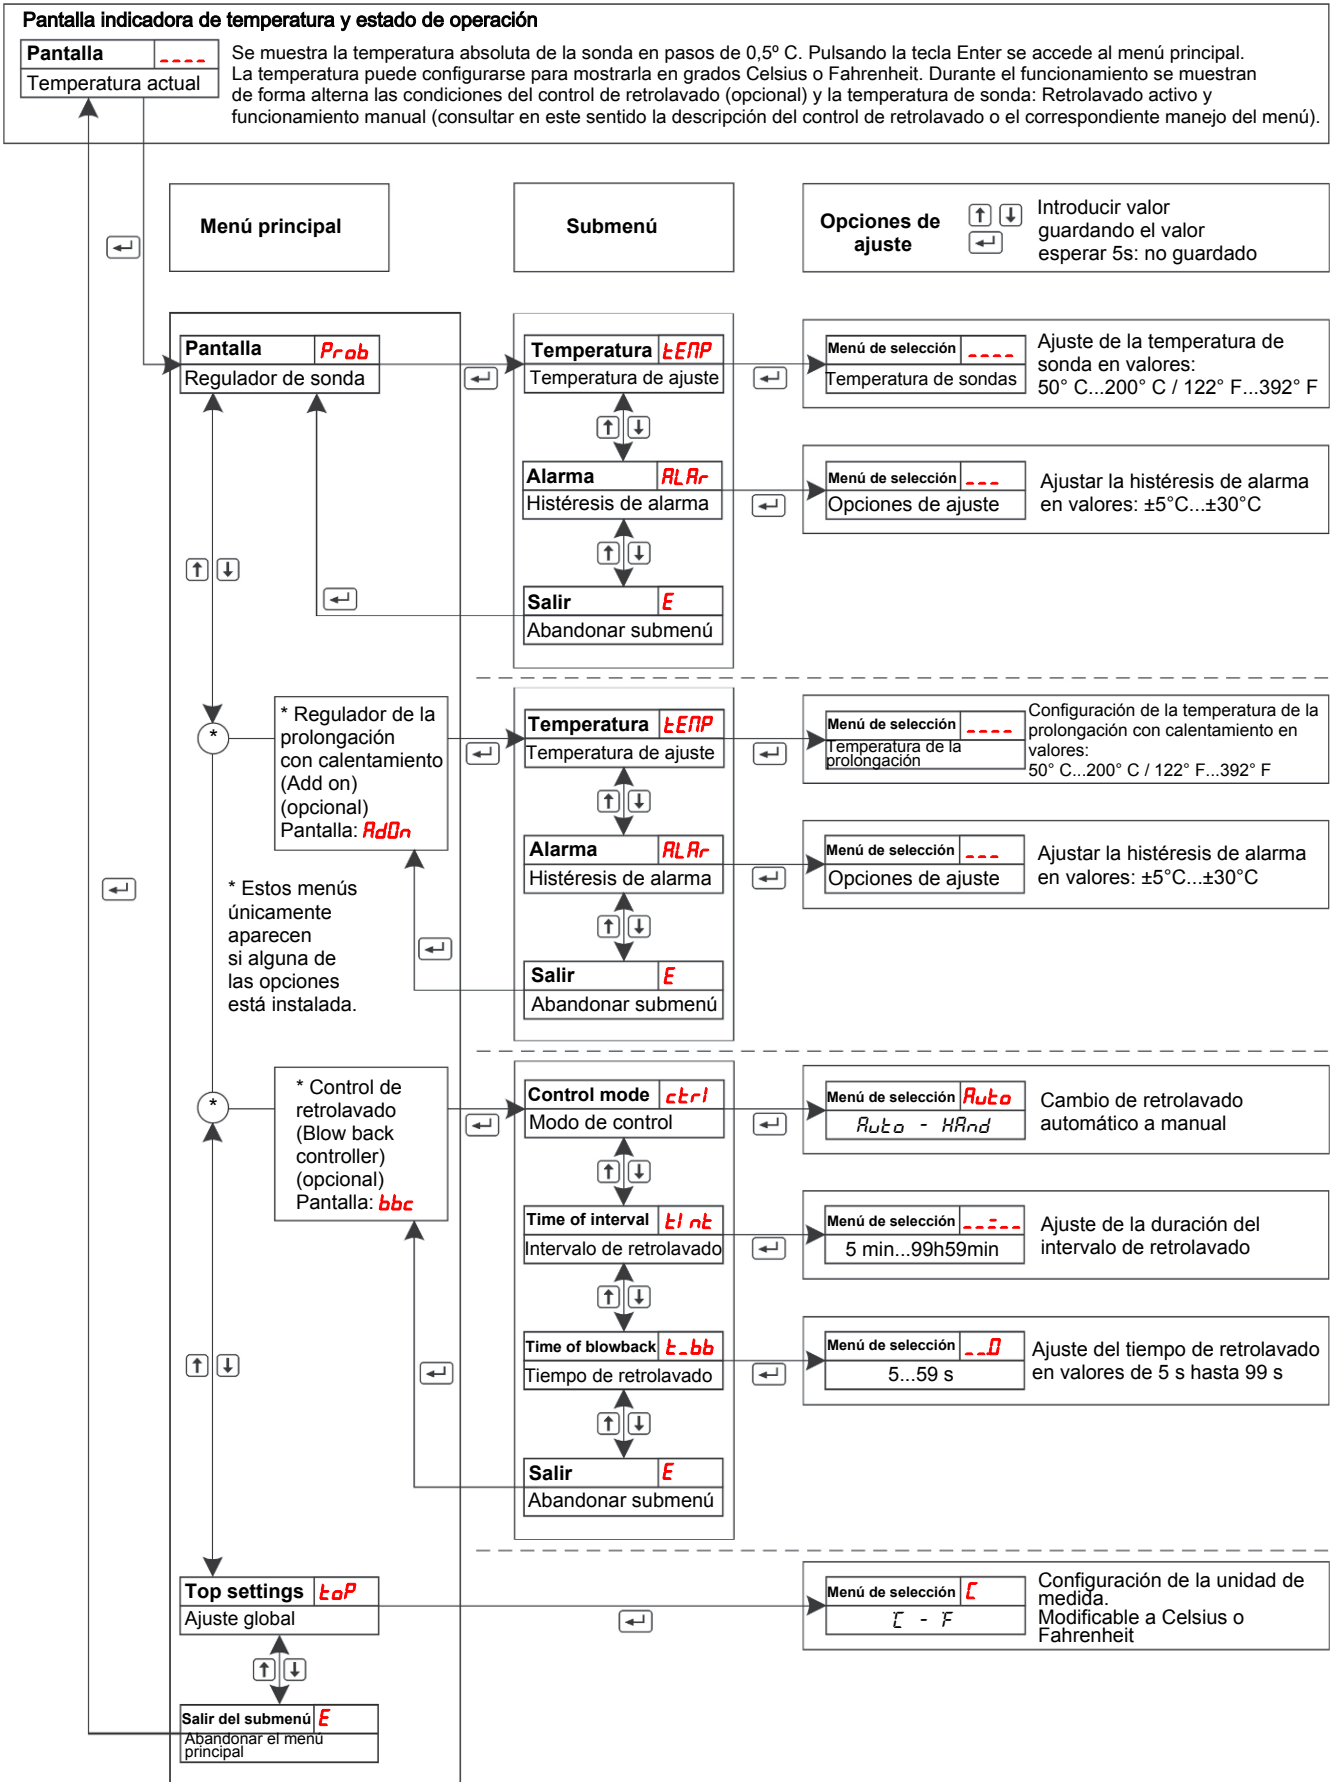 Pantalla indicadora de temperatura y estado de operación
Pantalla _ _ _ _
Temperatura actual
Se muestra la temperatura absoluta de la sonda en pasos de 0,5º C. Pulsando la tecla Enter se accede al menú principal.
La temperatura puede configurarse para mostrarla en grados Celsius o Fahrenheit. Durante el funcionamiento se muestran
de forma alterna las condiciones del control de retrolavado (opcional) y la temperatura de sonda: Retrolavado activo y
funcionamiento manual (consultar en este sentido la descripción del control de retrolavado o el correspondiente manejo del menú).
Menú principal
Submenú
Opciones de
ajuste
Introducir valor
guardando el valor
esperar 5s: no guardado
Pantalla Prob
Regulador de sonda
Temperatura tEMP
Temperatura de ajuste
Menú de selección _ _ _ _
Temperatura de sondas
Ajuste de la temperatura de
sonda en valores:
50° C...200° C / 122° F...392° F
Alarma ALAr
Histéresis de alarma
Menú de selección _ _ _
Opciones de ajuste
Ajustar la histéresis de alarma
en valores: ±5°C...±30°C
Salir E
Abandonar submenú
*
* Regulador de la
prolongación
con calentamiento
(Add on)
(opcional)
Pantalla: AdOn
Temperatura tEMP
Temperatura de ajuste
Menú de selección _ _ _ _
Temperatura de la
prolongación
Configuración de la temperatura de la
prolongación con calentamiento en
valores:
50° C...200° C / 122° F...392° F
Alarma ALAr
Histéresis de alarma
Menú de selección _ _ _
Opciones de ajuste
Ajustar la histéresis de alarma
en valores: ±5°C...±30°C
* Estos menús
únicamente
aparecen
si alguna de
las opciones
está instalada.
Salir E
Abandonar submenú
*
* Control de
retrolavado
(Blow back
controller)
(opcional)
Pantalla: bbc
Control mode ctrl
Modo de control
Menú de selección Auto
Auto - HAnd
Cambio de retrolavado
automático a manual
Time of interval tInt
Intervalo de retrolavado
Menú de selección _ _:_ _
5 min...99h59min
Ajuste de la duración del
intervalo de retrolavado
Time of blowback t_bb
Tiempo de retrolavado
Menú de selección _ _0
5...59 s
Ajuste del tiempo de retrolavado
en valores de 5 s hasta 99 s
Salir E
Abandonar submenú
Top settings toP
Ajuste global
Menú de selección C
C - F
Configuración de la unidad de
medida.
Modificable a Celsius o
Fahrenheit
Salir del submenú E
Abandonar el menú
principal